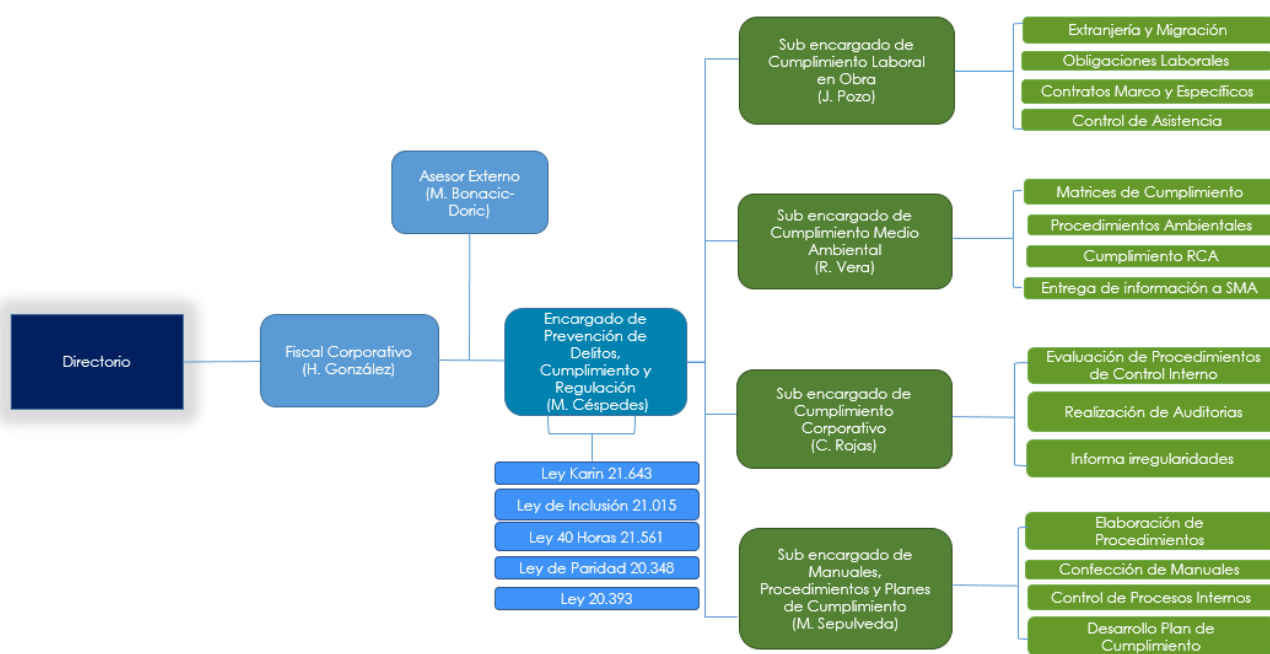 Directorio
Fiscal Corporativo
(H. González)
Asesor Externo
(M. Bonacic-
Doric)
Encargado de
Prevención de
Delitos,
Cumplimiento y
Regulación
(M. Céspedes)
Ley Karin 21.643
Ley de Inclusión 21.015
Ley 40 Horas 21.561
Ley de Paridad 20.348
Ley 20.393
Sub encargado de
Cumplimiento Laboral
en Obra
(J. Pozo)
Extranjería y Migración
Obligaciones Laborales
Contratos Marco y Específicos
Control de Asistencia
Sub encargado de
Cumplimiento Medio
Ambiental
(R. Vera)
Matrices de Cumplimiento
Procedimientos Ambientales
Cumplimiento RCA
Entrega de información a SMA
Sub encargado de
Cumplimiento
Corporativo
(C. Rojas)
Evaluación de Procedimientos
de Control Interno
Realización de Auditorias
Informa irregularidades
Sub encargado de
Manuales,
Procedimientos y Planes
de Cumplimiento
(M. Sepulveda)
Elaboración de
Procedimientos
Confección de Manuales
Control de Procesos Internos
Desarrollo Plan de
Cumplimiento